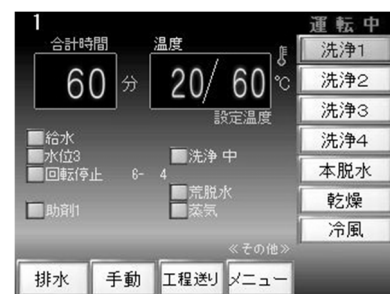 1 運転中
合計時間 温度
60 分 20/ 60 ℃
設定温度
給水
水位3 洗浄 中
回転停止 6- 4
荒脱水
助剤1 蒸気
≪その他≫
洗浄1
洗浄2
洗浄3
洗浄4
本脱水
乾燥
冷風
排水 手動 工程送り メニュー